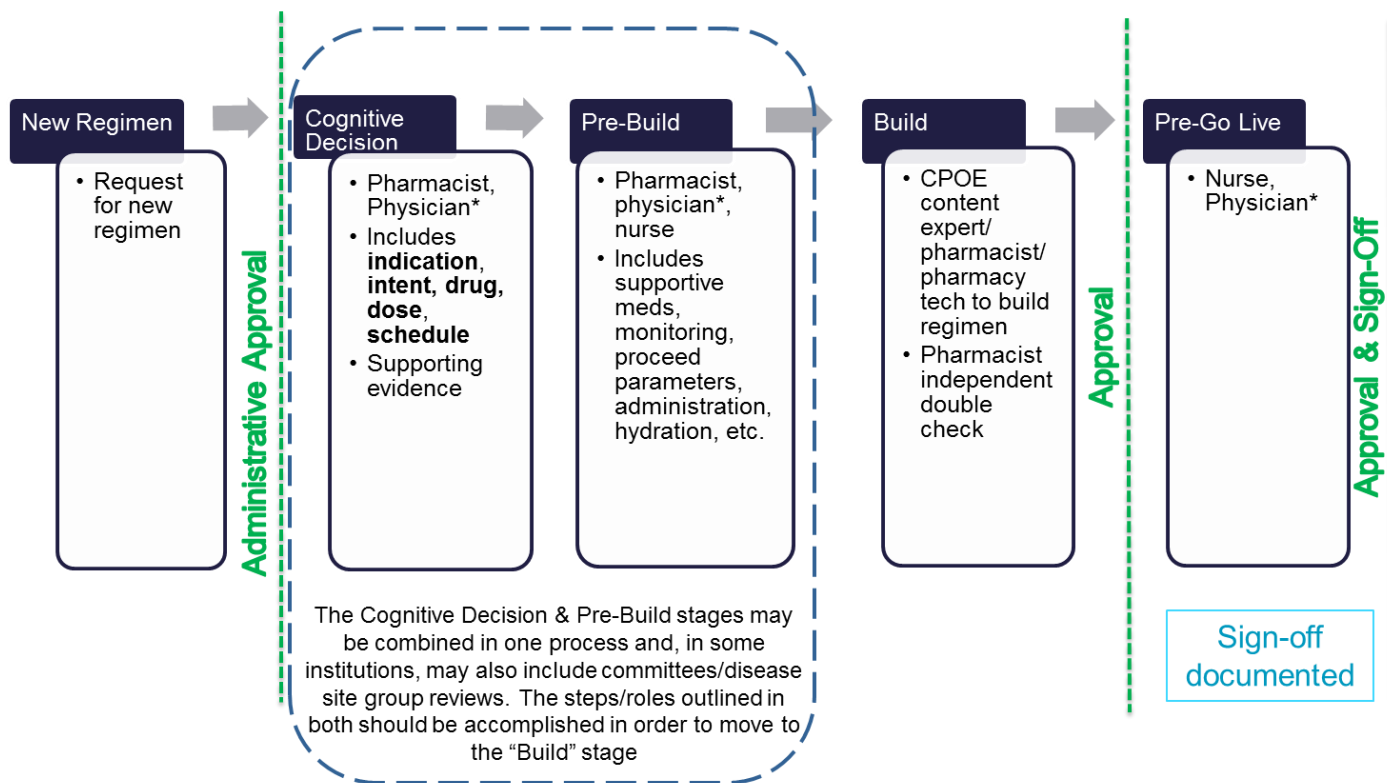 New Regimen
• Request
for new
regimen
Administrative Approval
Cognitive
Decision
• Pharmacist,
Physician*
• Includes
indication,
intent, drug,
dose,
schedule
• Supporting
evidence
Pre-Build
• Pharmacist,
physician*,
nurse
• Includes
supportive
meds,
monitoring,
proceed
parameters,
administration,
hydration, etc.
The Cognitive Decision & Pre-Build stages may
be combined in one process and, in some
institutions, may also include committees/disease
site group reviews. The steps/roles outlined in
both should be accomplished in order to move to
the “Build” stage
Build
• CPOE
content
expert/
pharmacist/
pharmacy
tech to build
regimen
• Pharmacist
independent
double
check
Approval
Pre-Go Live
• Nurse,
Physician*
Approval & Sign-Off
Sign-off
documented